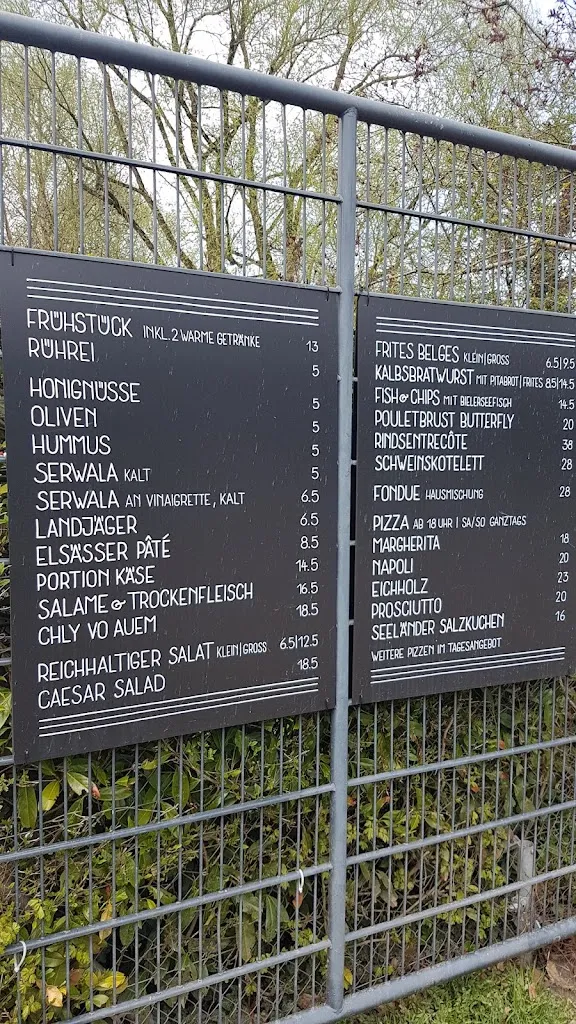 FRÜHSTÜCK INKL. 2 WARME GETRÄNKE 13
RÜHREI 5
HONIGNÜSSE 5
OLIVEN 5
HUMMUS 5
SERWALA KALT 5
SERWALA AN VINAIGRETTE, KALT 6.5
LANDJÄGER 6.5
ELSÄSSER PÂTÉ 8.5
PORTION KÄSE 14.5
SALAME & TROCKENFLEISCH 16.5
CHLY VO AUEM 18.5
REICHHALTIGER SALAT KLEIN|GROSS 6.5|12.5
CAESAR SALAD 18.5
FRITES BELGES KLEIN|GROSS 6.5|9.5
KALBSBRATWURST MIT PITABROT|FRITES 8.5|14.5
FISH & CHIPS MIT BIELERSEEFISCH 14.5
POULETBRUST BUTTERFLY 20
RINDSENTRECÔTE 38
SCHWEINSKOTELETT 28
FONDUE HAUSMISCHUNG 28
PIZZA AB 18 UHR | SA/SO GANZTAGS
MARGHERITA 18
NAPOLI 20
EICHHOLZ 23
PROSCIUTTO 20
SEELÄNDER SALZKUCHEN 16
WEITERE PIZZEN IM TAGESANGEBOT